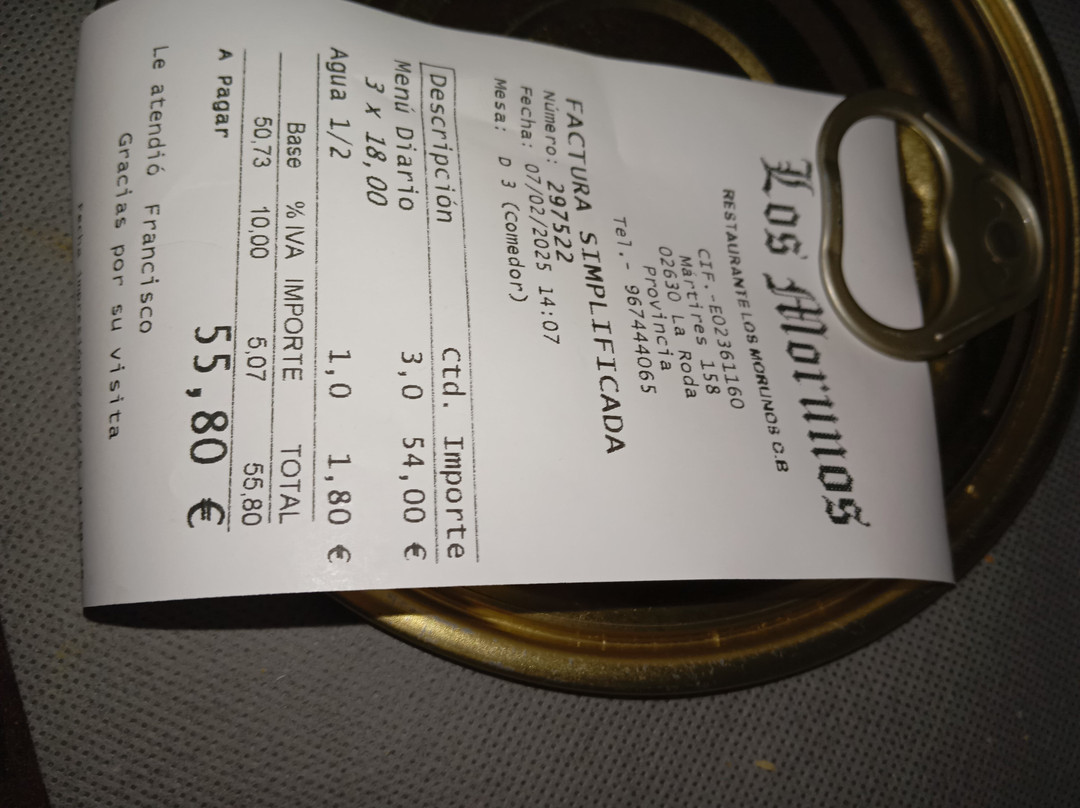 Los Morunos
RESTAURANTE LOS MORUNOS C.B
CIF.-E02361160
Mártires 158
02630 La Roda
Provincia
Tel.- 967444065
FACTURA SIMPLIFICADA
Número: 297522
Fecha: 07/02/2025 14:07
Mesa: D 3 (Comedor)
Descripción Ctd. Importe
Menú Diario 3,0 54,00 €
3 x 18,00
Agua 1/2 1,0 1,80 €
Base % IVA IMPORTE TOTAL
50,73 10,00 5,07 55,80
A Pagar 55,80 €
Le atendió Francisco
Gracias por su visita